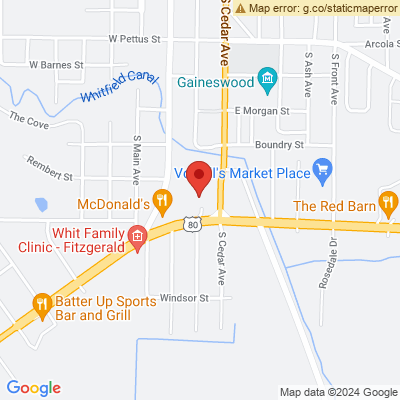 Map error: g.co/staticmaperror
S Cedar Ave
W Pettus St
Arcola St
W Barnes St
Whitfield Canal
Gaineswood
S Ash Ave
S Front Ave
E Morgan St
The Cove
S Main Ave
Boundry St
Rembert St
Market Place
McDonald's
The Red Barn
80
Whit Family
Clinic - Fitzgerald
S Cedar Ave
Rosedale Dr
Windsor St
Batter Up Sports
Bar and Grill
Google
Map data ©2024 Google